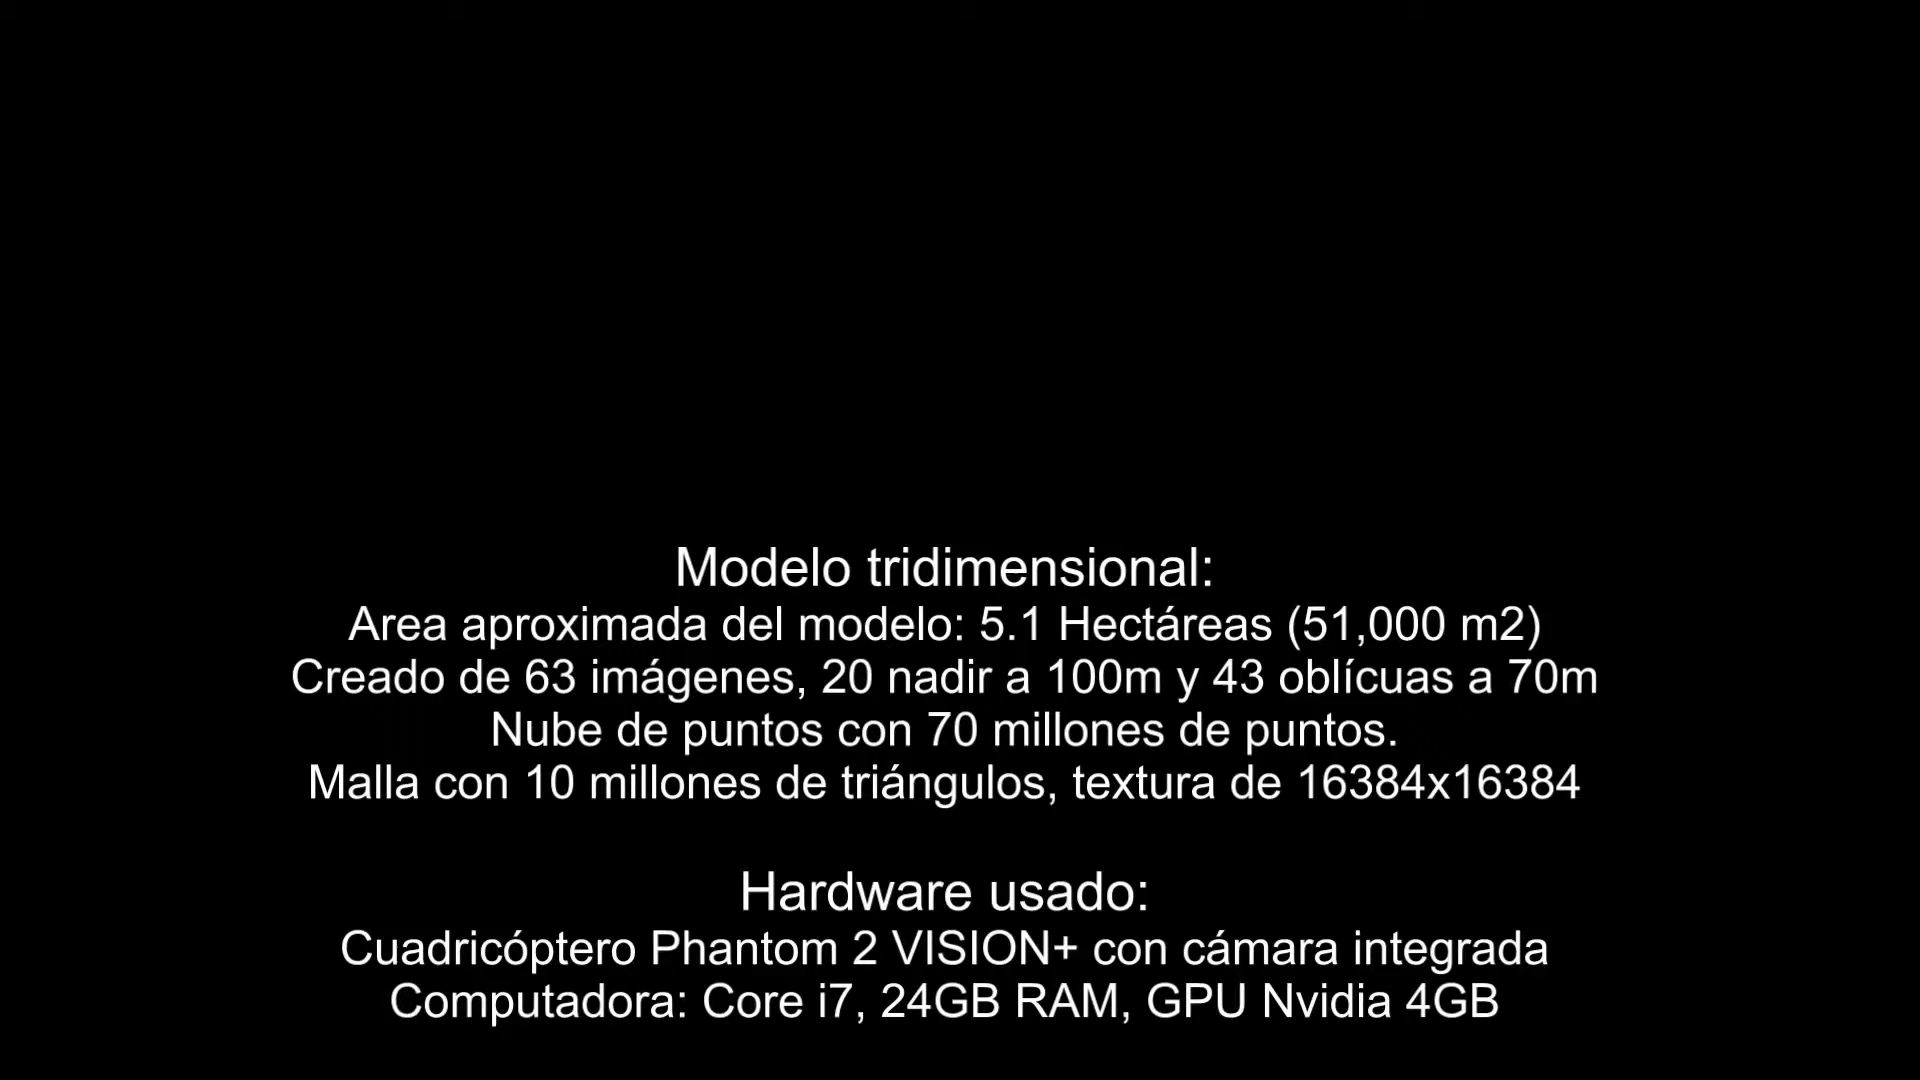 Modelo tridimensional:
Area aproximada del modelo: 5.1 Hectáreas (51,000 m2)
Creado de 63 imágenes, 20 nadir a 100m y 43 oblícuas a 70m
Nube de puntos con 70 millones de puntos.
Malla con 10 millones de triángulos, textura de 16384x16384
Hardware usado:
Cuadricóptero Phantom 2 VISION+ con cámara integrada
Computadora: Core i7, 24GB RAM, GPU Nvidia 4GB